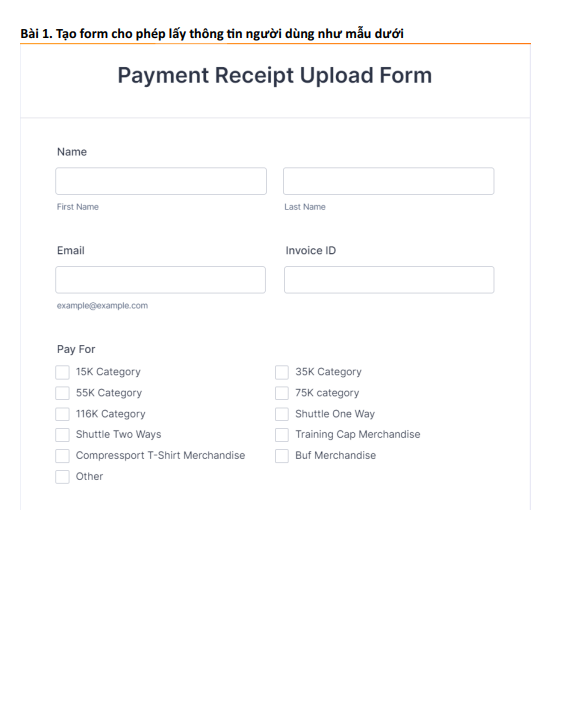 Bài 1. Tạo form cho phép lấy thông tin người dùng như mẫu dưới
Payment Receipt Upload Form
Name
First Name
Last Name
Email
Invoice ID
example@example.com
Pay For
15K Category
35K Category
55K Category
75K category
116K Category
Shuttle One Way
Shuttle Two Ways
Training Cap Merchandise
Compressport T-Shirt Merchandise
Buf Merchandise
Other